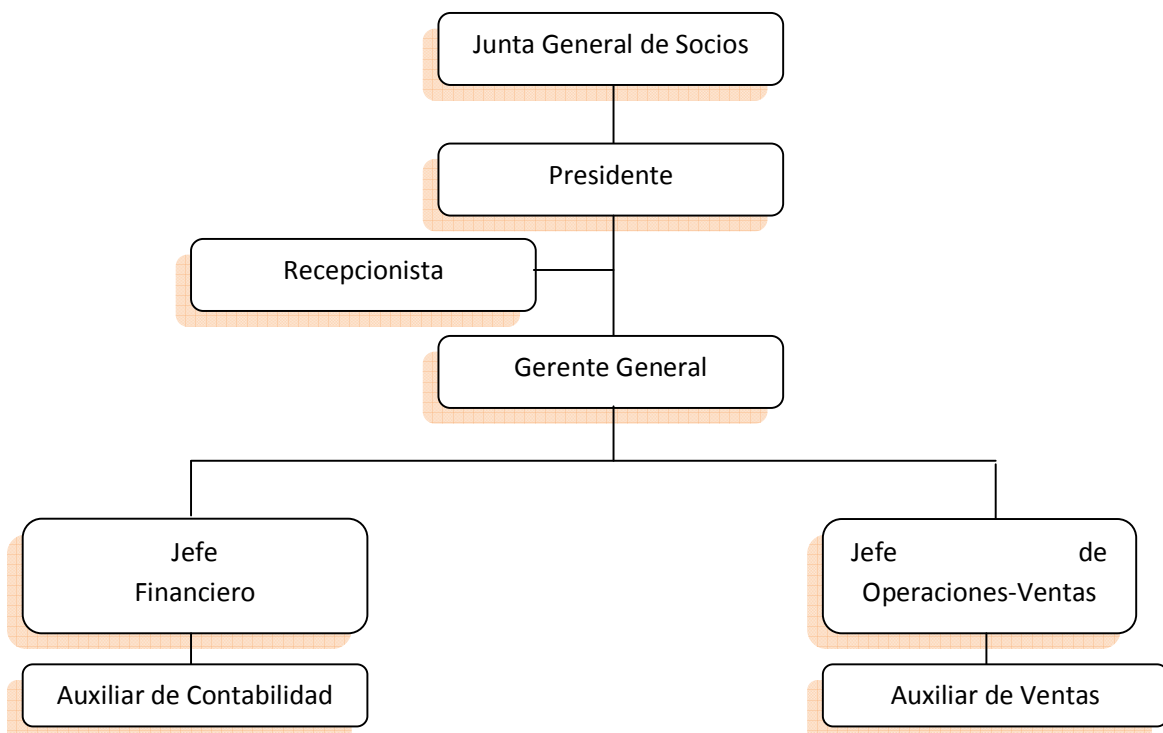 Junta General de Socios
Presidente
Recepcionista
Gerente General
Jefe
Financiero
Jefe de
Operaciones-Ventas
Auxiliar de Contabilidad
Auxiliar de Ventas